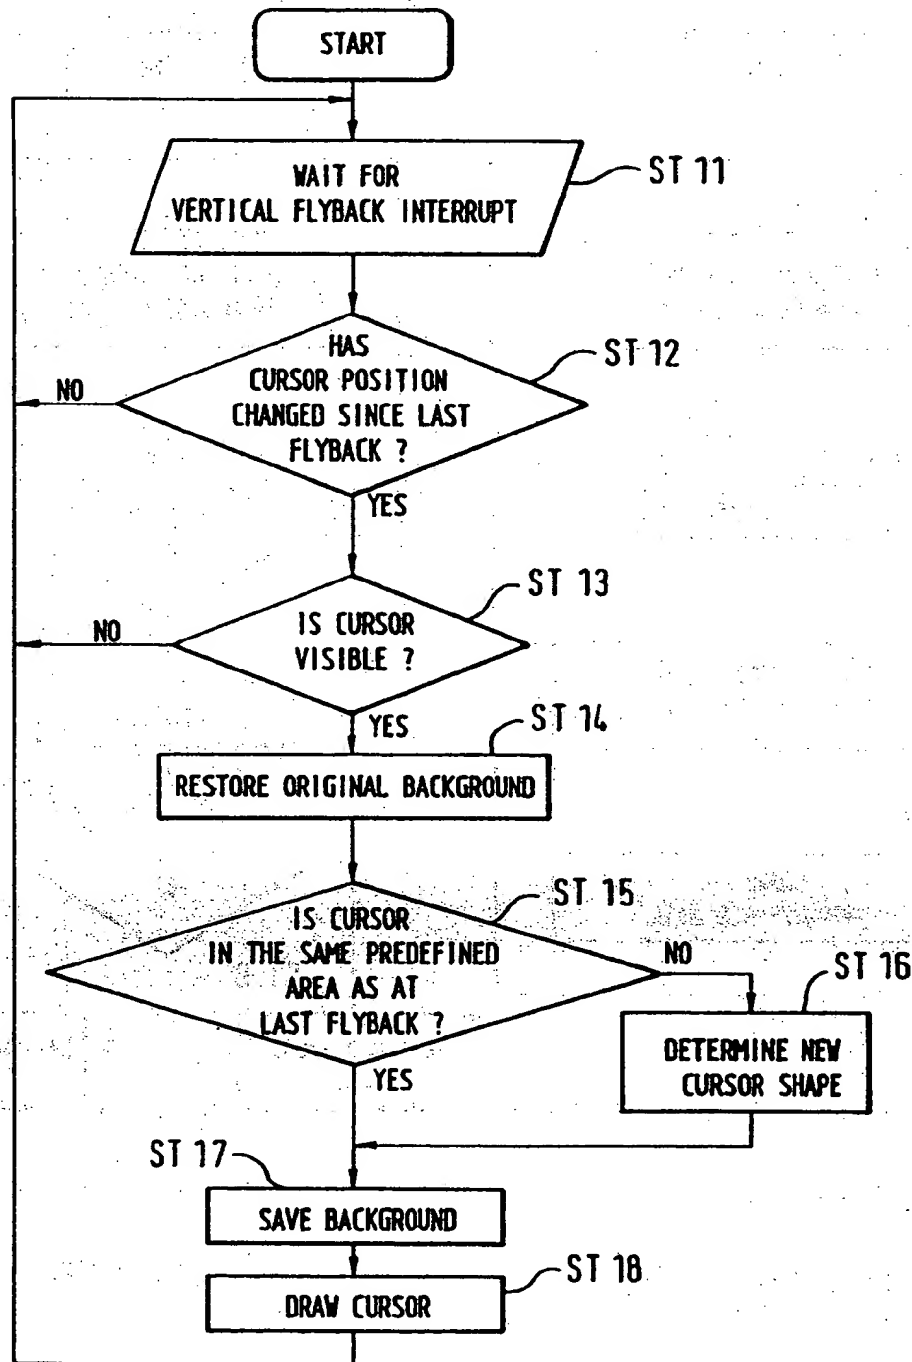 START
WAIT FOR
VERTICAL FLYBACK INTERRUPT
ST 11
HAS
CURSOR POSITION
CHANGED SINCE LAST
FLYBACK ?
ST 12
NO
YES
IS CURSOR
VISIBLE ?
ST 13
NO
YES
RESTORE ORIGINAL BACKGROUND
ST 14
IS CURSOR
IN THE SAME PREDEFINED
AREA AS AT
LAST FLYBACK ?
ST 15
NO
YES
DETERMINE NEW
CURSOR SHAPE
ST 16
ST 17
SAVE BACKGROUND
DRAW CURSOR
ST 18